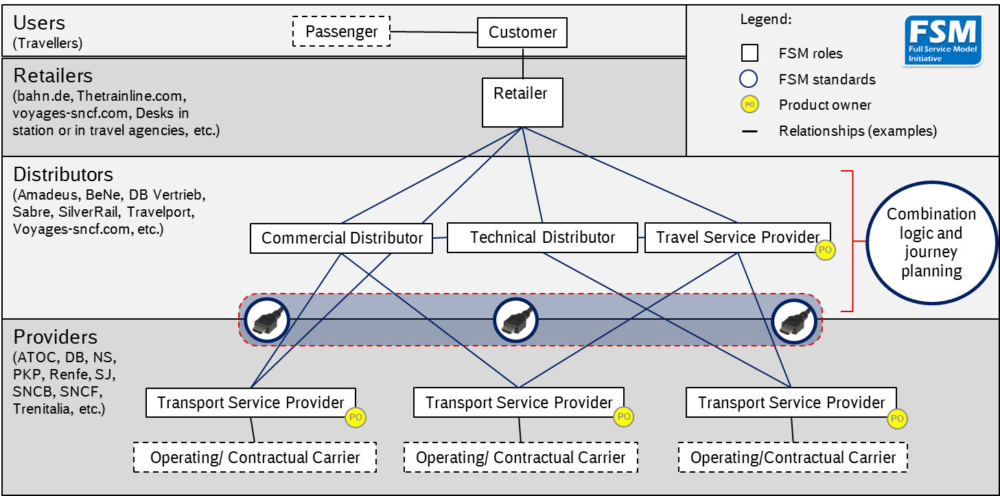 Users
(Travellers)
Passenger
Customer
Legend:
FSM roles
FSM standards
PO
Product owner
Relationships (examples)
FSM
Full Service Model
Initiative
Retailers
(bahn.de, Thetrainline.com,
voyages-sncf.com, Desks in
station or in travel agencies, etc.)
Retailer
Distributors
(Amadeus, BeNe, DB Vertrieb,
Sabre, SilverRail, Travelport,
Voyages-sncf.com, etc.)
Commercial Distributor
Technical Distributor
Travel Service Provider
PO
Combination
logic and
journey
planning
Providers
(ATOC, DB, NS,
PKP, Renfe, SJ,
SNCB, SNCF,
Trenitalia, etc.)
Transport Service Provider
PO
Transport Service Provider
PO
Transport Service Provider
PO
Operating/ Contractual Carrier
Operating/ Contractual Carrier
Operating/Contractual Carrier